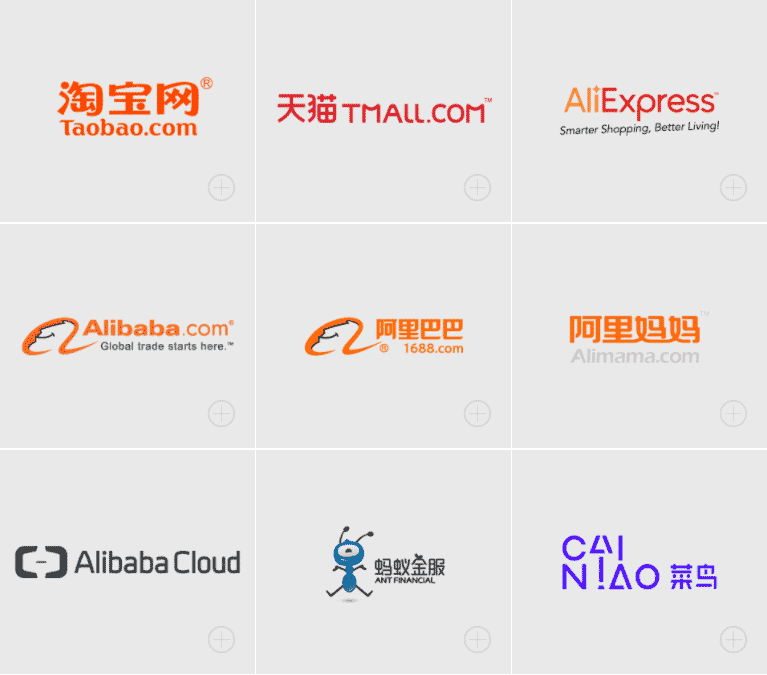 淘宝网®
Taobao.com
天猫 TMALL.COM™
AliExpress™
Smarter Shopping, Better Living!
Alibaba.com®
Global trade starts here.™
阿里巴巴
® 1688.com
阿里妈妈™
Alimama.com
Alibaba Cloud
蚂蚁金服
ANT FINANCIAL
CAI
NIAO 菜鸟